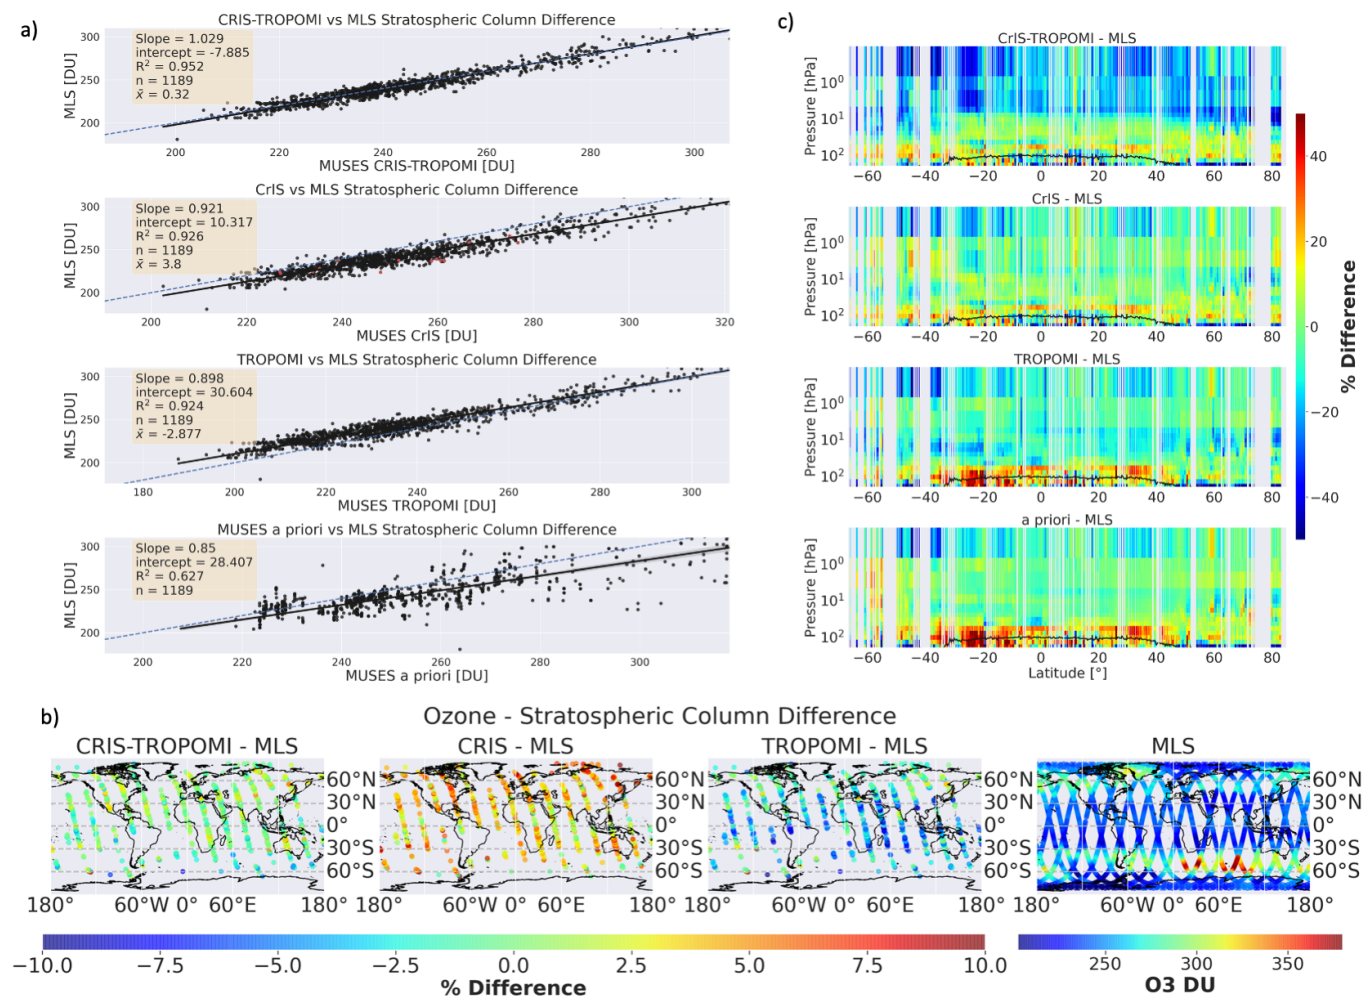 a)
CRIS-TROPOMI vs MLS Stratospheric Column Difference
Slope = 1.029
intercept = -7.885
R² = 0.952
n = 1189
x̄ = 0.32
MLS [DU]
300
250
200
200 220 240 260 280 300
MUSES CRIS-TROPOMI [DU]
CrIS vs MLS Stratospheric Column Difference
Slope = 0.921
intercept = 10.317
R² = 0.926
n = 1189
x̄ = 3.8
MLS [DU]
300
250
200
200 220 240 260 280 300 320
MUSES CrIS [DU]
TROPOMI vs MLS Stratospheric Column Difference
Slope = 0.898
intercept = 30.604
R² = 0.924
n = 1189
x̄ = -2.877
MLS [DU]
300
250
200
180 200 220 240 260 280 300
MUSES TROPOMI [DU]
MUSES a priori vs MLS Stratospheric Column Difference
Slope = 0.85
intercept = 28.407
R² = 0.627
n = 1189
MLS [DU]
300
250
200
200 220 240 260 280 300
MUSES a priori [DU]
c)
CrIS-TROPOMI - MLS
Pressure [hPa]
10⁰
10¹
10²
−60 −40 −20 0 20 40 60 80
CrIS - MLS
Pressure [hPa]
10⁰
10¹
10²
−60 −40 −20 0 20 40 60 80
TROPOMI - MLS
Pressure [hPa]
10⁰
10¹
10²
−60 −40 −20 0 20 40 60 80
a priori - MLS
Pressure [hPa]
10⁰
10¹
10²
−60 −40 −20 0 20 40 60 80
Latitude [°]
40
20
0
−20
−40
% Difference
b)
Ozone - Stratospheric Column Difference
CRIS-TROPOMI - MLS
60°N
30°N
0°
30°S
60°S
180° 60°W 0° 60°E 180°
CRIS - MLS
60°N
30°N
0°
30°S
60°S
60°W 0° 60°E 180°
TROPOMI - MLS
60°N
30°N
0°
30°S
60°S
60°W 0° 60°E 180°
MLS
60°N
30°N
0°
30°S
60°S
180° 60°W 0° 60°E 180°
−10.0 −7.5 −5.0 −2.5 0.0 2.5 5.0 7.5 10.0
% Difference
250 300 350
O3 DU